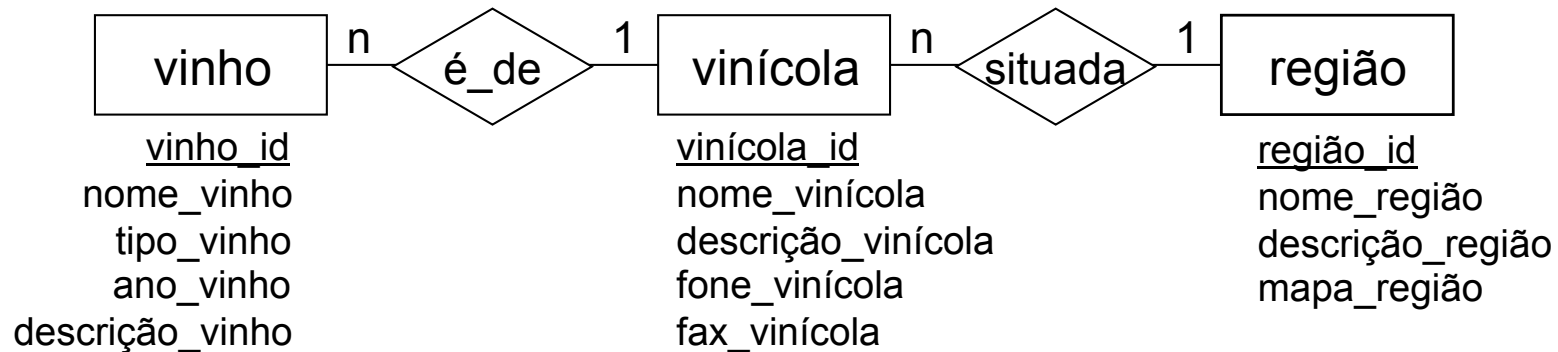 n 1 n 1
vinho é_de vinícola situada região
vinho_id
nome_vinho
tipo_vinho
ano_vinho
descrição_vinho
vinícola_id
nome_vinícola
descrição_vinícola
fone_vinícola
fax_vinícola
região_id
nome_região
descrição_região
mapa_região